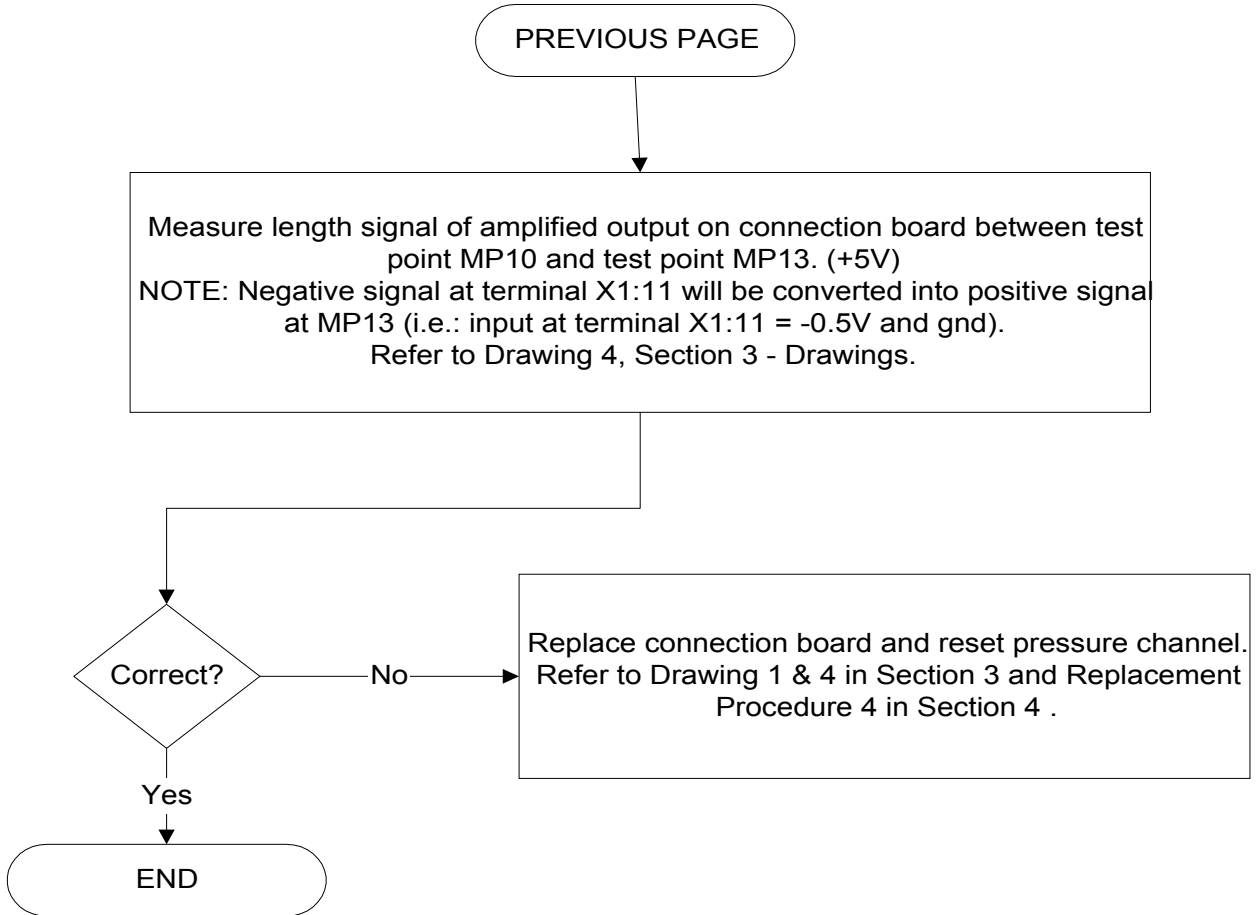 PREVIOUS PAGE
Measure length signal of amplified output on connection board between test
point MP10 and test point MP13. (+5V)
NOTE: Negative signal at terminal X1:11 will be converted into positive signal
at MP13 (i.e.: input at terminal X1:11 = -0.5V and gnd).
Refer to Drawing 4, Section 3 - Drawings.
Correct?
No
Replace connection board and reset pressure channel.
Refer to Drawing 1 & 4 in Section 3 and Replacement
Procedure 4 in Section 4 .
Yes
END